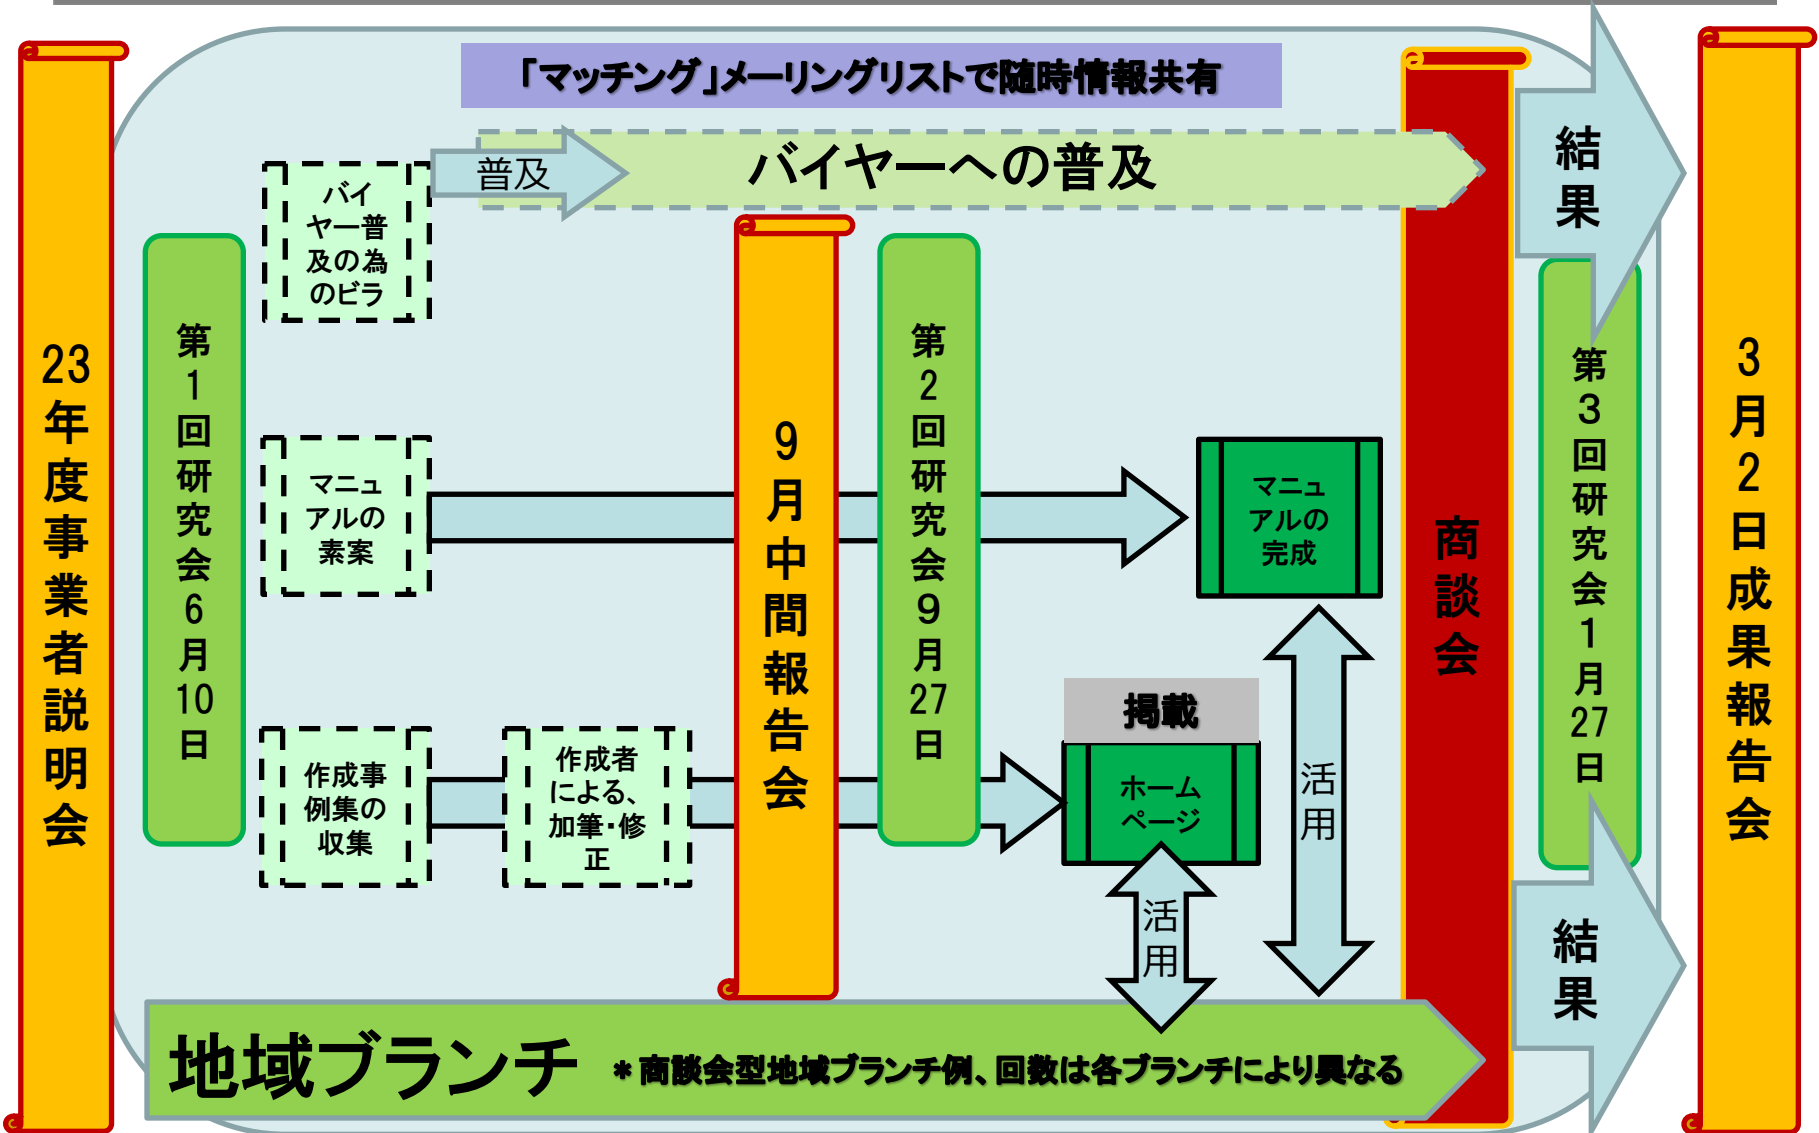 「マッチング」メーリングリストで随時情報共有
普及
バイヤーへの普及
バイ
ヤー普
及の為
のビラ
23年度事業者説明会
第1回研究会6月10日
マニュ
アルの
素案
作成事
例集の
収集
作成者
による、
加筆・修
正
9月中間報告会
第2回研究会9月27日
マニュ
アルの
完成
掲載
ホーム
ページ
活用
活用
商談会
結果
第3回研究会1月27日
結果
3月2日成果報告会
地域ブランチ ＊商談会型地域ブランチ例、回数は各ブランチにより異なる